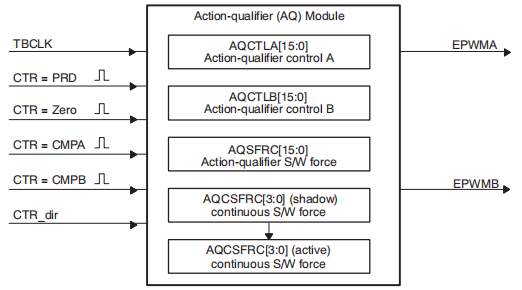 Action-qualifier (AQ) Module
TBCLK
AQCTLA[15:0]
Action-qualifier control A
EPWMA
CTR = PRD
CTR = Zero
AQCTLB[15:0]
Action-qualifier control B
CTR = CMPA
AQSFRC[15:0]
Action-qualifier S/W force
CTR = CMPB
EPWMB
AQCSFRC[3:0] (shadow)
continuous S/W force
CTR_dir
AQCSFRC[3:0] (active)
continuous S/W force